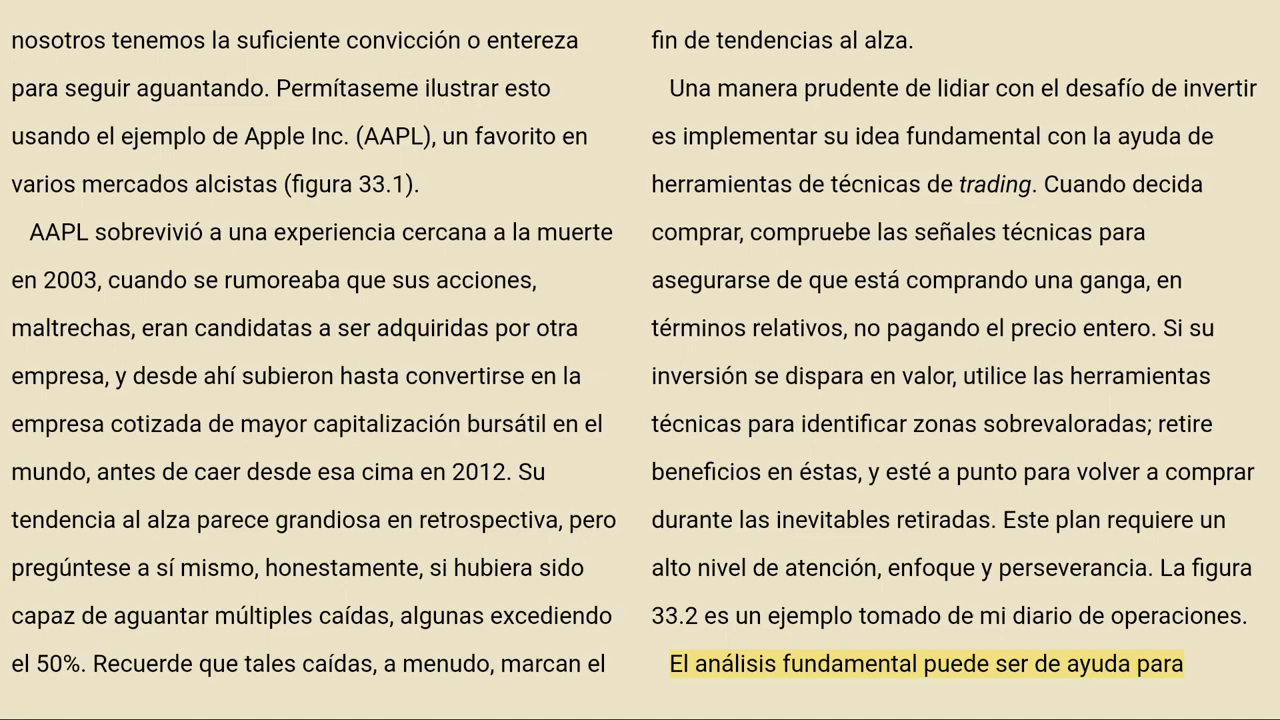 nosotros tenemos la suficiente convicción o entereza
para seguir aguantando. Permítaseme ilustrar esto
usando el ejemplo de Apple Inc. (AAPL), un favorito en
varios mercados alcistas (figura 33.1).
AAPL sobrevivió a una experiencia cercana a la muerte
en 2003, cuando se rumoreaba que sus acciones,
maltrechas, eran candidatas a ser adquiridas por otra
empresa, y desde ahí subieron hasta convertirse en la
empresa cotizada de mayor capitalización bursátil en el
mundo, antes de caer desde esa cima en 2012. Su
tendencia al alza parece grandiosa en retrospectiva, pero
pregúntese a sí mismo, honestamente, si hubiera sido
capaz de aguantar múltiples caídas, algunas excediendo
el 50%. Recuerde que tales caídas, a menudo, marcan el
fin de tendencias al alza.
Una manera prudente de lidiar con el desafío de invertir
es implementar su idea fundamental con la ayuda de
herramientas de técnicas de trading. Cuando decida
comprar, compruebe las señales técnicas para
asegurarse de que está comprando una ganga, en
términos relativos, no pagando el precio entero. Si su
inversión se dispara en valor, utilice las herramientas
técnicas para identificar zonas sobrevaloradas; retire
beneficios en éstas, y esté a punto para volver a comprar
durante las inevitables retiradas. Este plan requiere un
alto nivel de atención, enfoque y perseverancia. La figura
33.2 es un ejemplo tomado de mi diario de operaciones.
El análisis fundamental puede ser de ayuda para